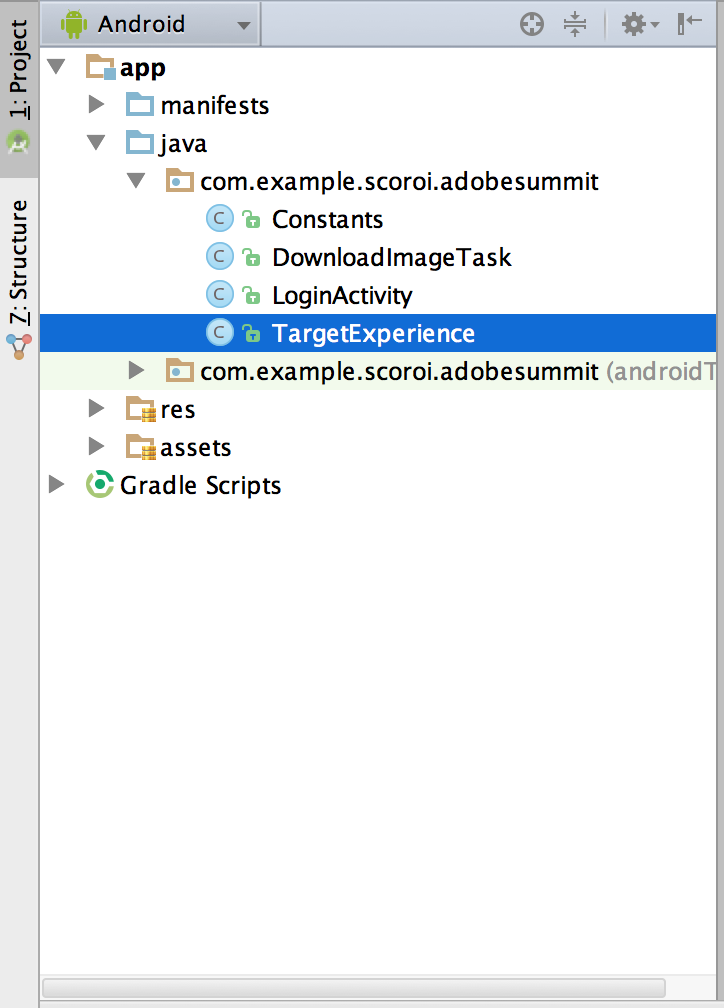 1: Project
7: Structure
Android
app
manifests
java
com.example.scoroi.adobesummit
C Constants
C DownloadImageTask
C LoginActivity
C TargetExperience
com.example.scoroi.adobesummit (androidT
res
assets
Gradle Scripts